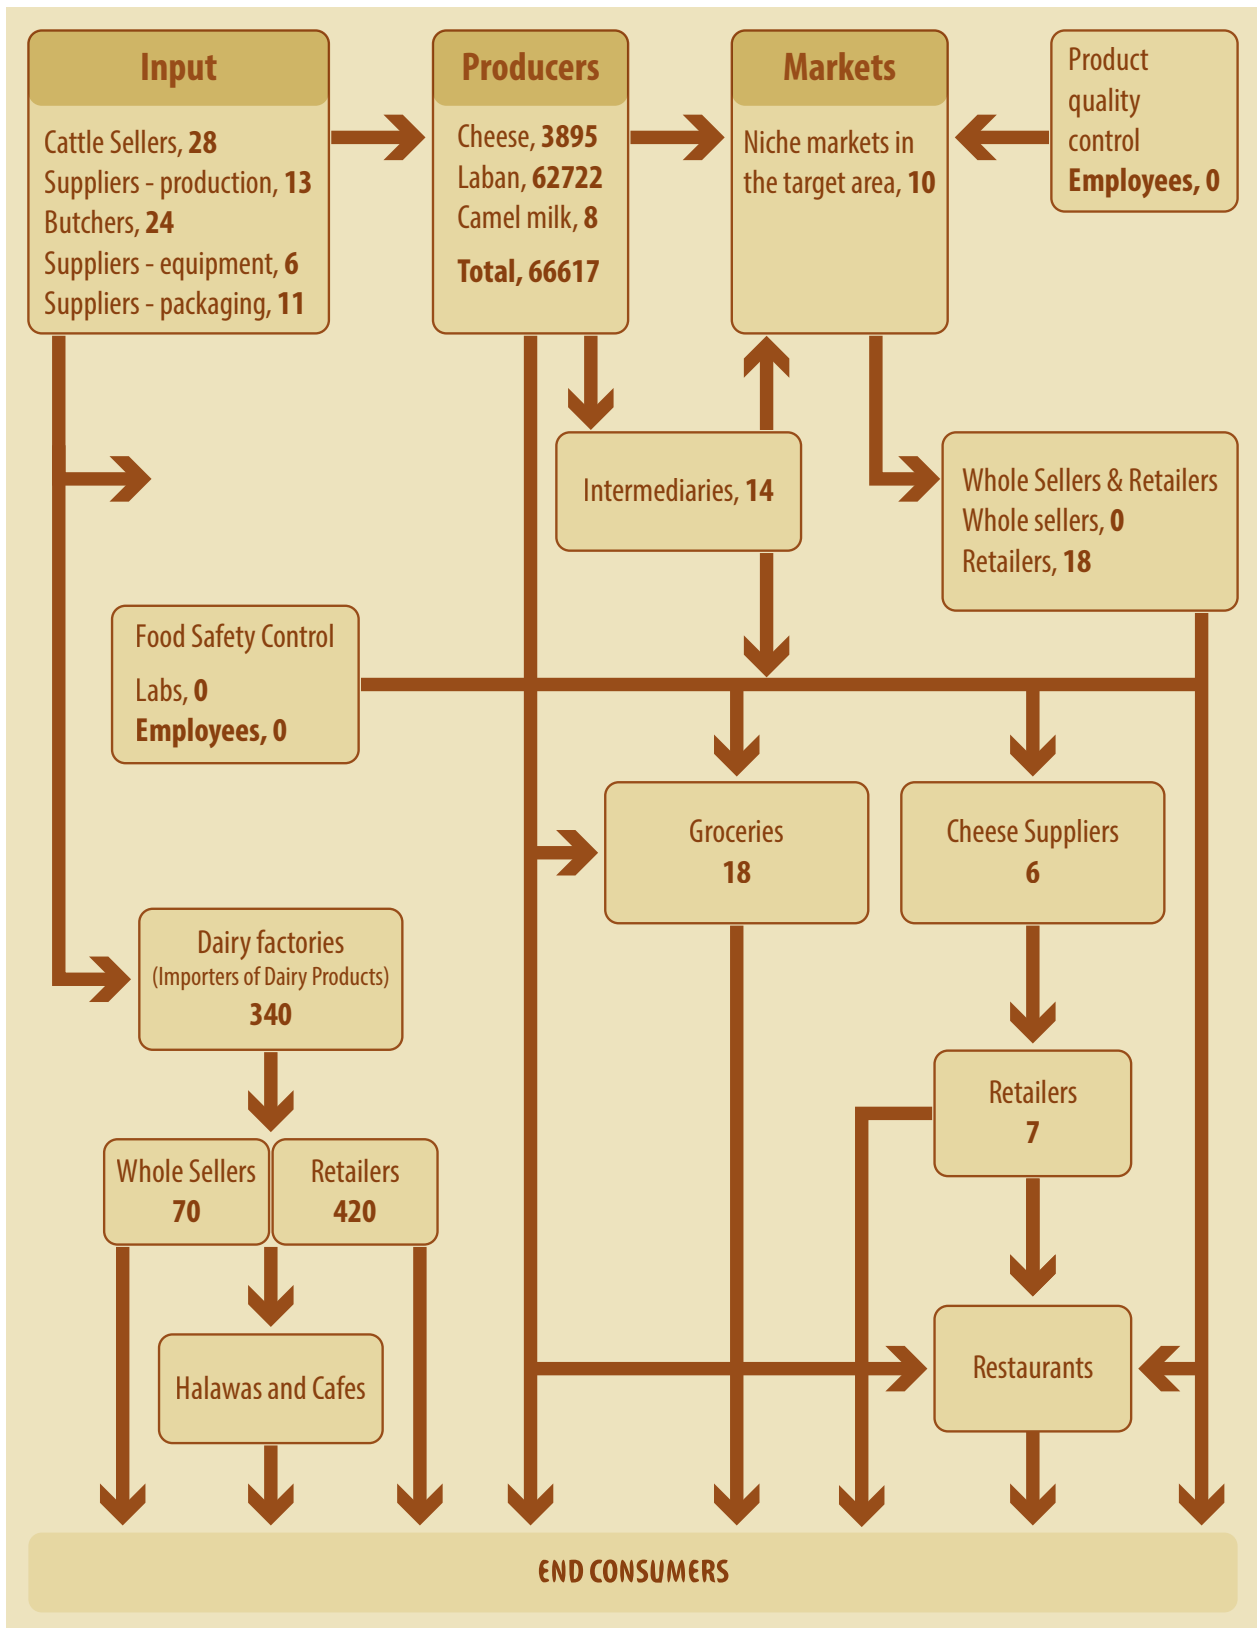 Input
Cattle Sellers, 28
Suppliers - production, 13
Butchers, 24
Suppliers - equipment, 6
Suppliers - packaging, 11
Producers
Cheese, 3895
Laban, 62722
Camel milk, 8
Total, 66617
Markets
Niche markets in
the target area, 10
Product
quality
control
Employees, 0
Intermediaries, 14
Whole Sellers & Retailers
Whole sellers, 0
Retailers, 18
Food Safety Control
Labs, 0
Employees, 0
Groceries
18
Cheese Suppliers
6
Dairy factories
(Importers of Dairy Products)
340
Retailers
7
Whole Sellers
70
Retailers
420
Halawas and Cafes
Restaurants
END CONSUMERS